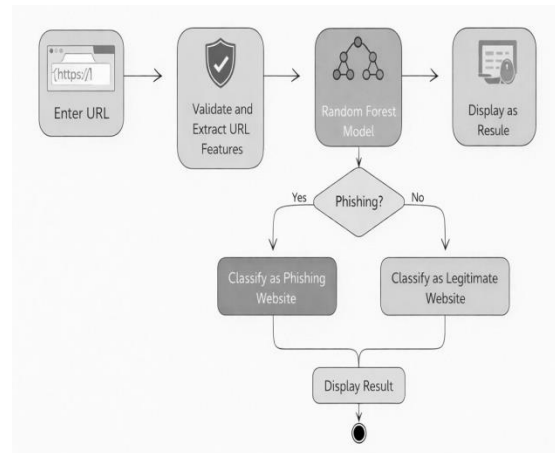 {https://1
Enter URL
Validate and
Extract URL
Features
Random Forest
Model
Display as
Resule
Phishing?
Yes
No
Classify as Phishing
Website
Classify as Legitimate
Website
Display Result